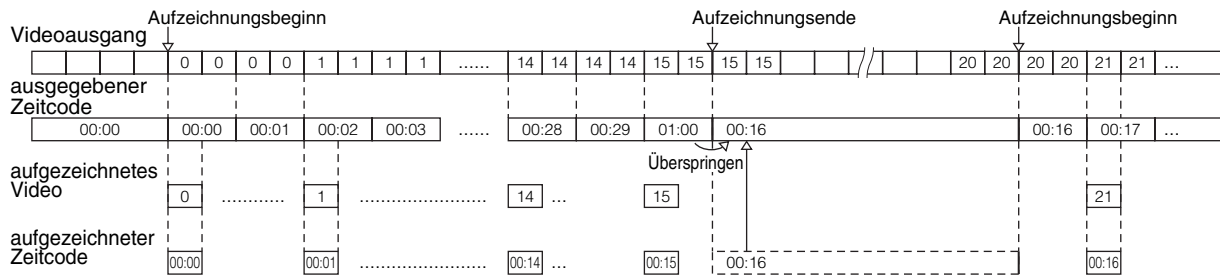 Aufzeichnungsbeginn Aufzeichnungsende Aufzeichnungsbeginn
Videoausgang
0 0 0 0 1 1 1 1 ...... 14 14 14 14 15 15 15 15 20 20 20 20 21 21 ...
ausgegebener
Zeitcode
00:00 00:00 00:01 00:02 00:03 ...... 00:28 00:29 01:00 00:16 00:16 00:17 ...
Überspringen
aufgezeichnetes
Video
0 ............ 1 ..................... 14 ... 15 21
aufgezeichneter
Zeitcode
00:00 00:01 ..................... 00:14 ... 00:15 00:16 00:16